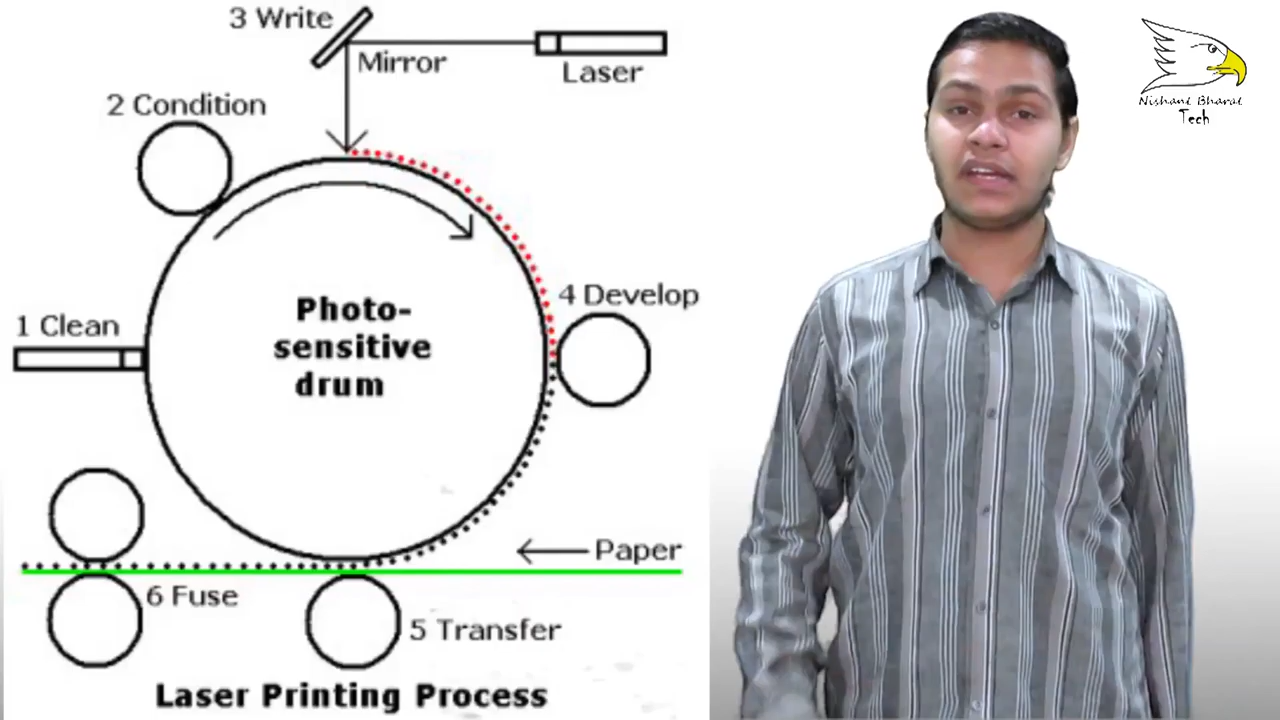 3 Write
Mirror
Laser
2 Condition
Photo-
sensitive
drum
4 Develop
1 Clean
Paper
6 Fuse
5 Transfer
Laser Printing Process
Nishant Bharat
Tech